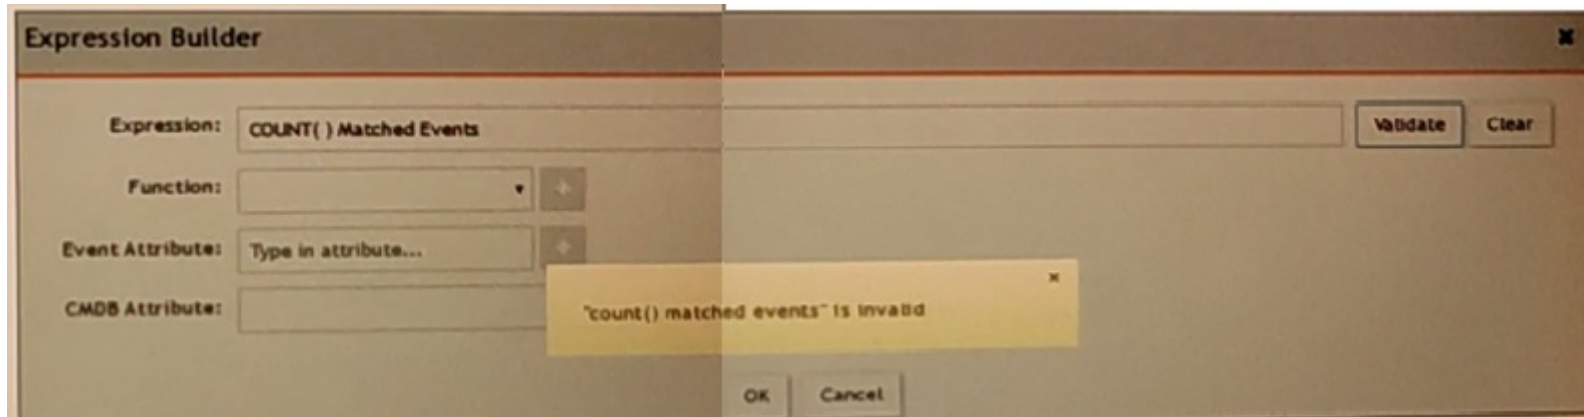 Expression Builder
Expression: COUNT( ) Matched Events Validate Clear
Function:
Event Attribute: Type in attribute...
CMDB Attribute:
"count() matched events" is invalid
OK Cancel